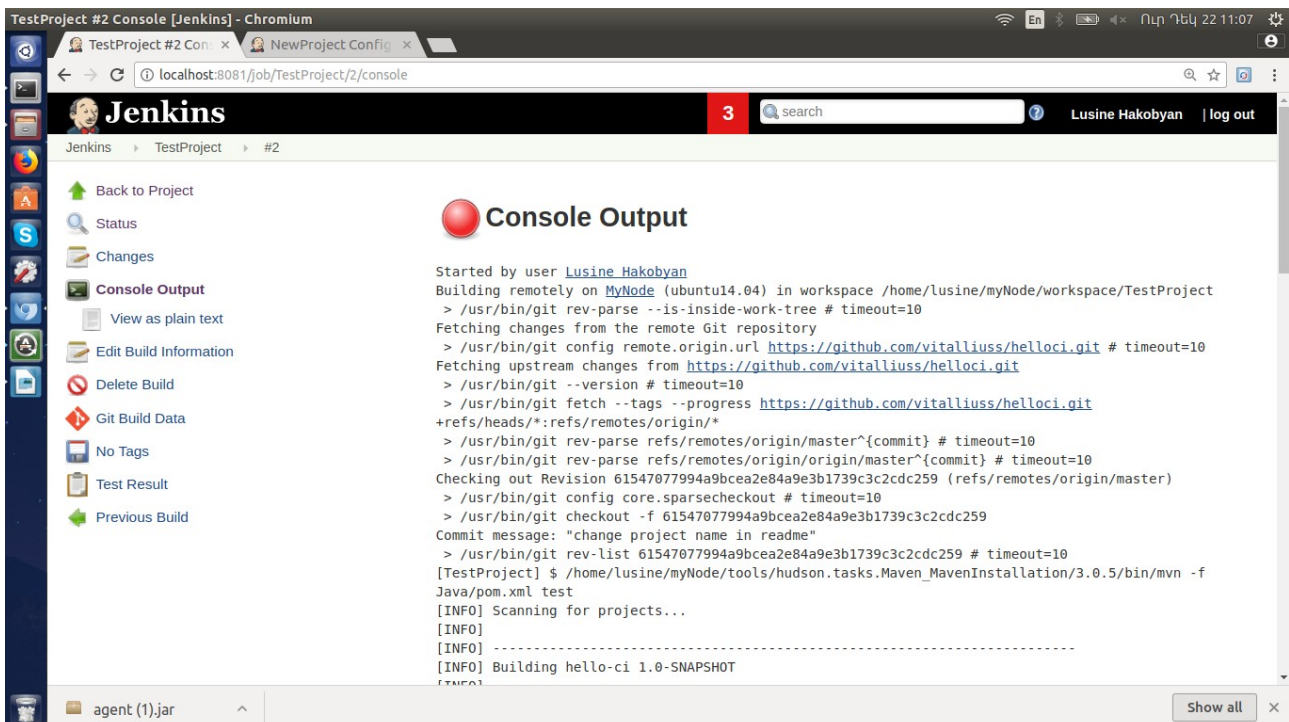 TestProject #2 Console [Jenkins] - Chromium
En
Ուր Դեկ 22 11:07
TestProject #2 Con
NewProject Config
localhost:8081/job/TestProject/2/console
Jenkins
3
search
Lusine Hakobyan
| log out
Jenkins
TestProject
#2
Back to Project
Status
Changes
Console Output
View as plain text
Edit Build Information
Delete Build
Git Build Data
No Tags
Test Result
Previous Build
Console Output
Started by user Lusine Hakobyan
Building remotely on MyNode (ubuntu14.04) in workspace /home/lusine/myNode/workspace/TestProject
> /usr/bin/git rev-parse --is-inside-work-tree # timeout=10
Fetching changes from the remote Git repository
> /usr/bin/git config remote.origin.url https://github.com/vitalliuss/helloci.git # timeout=10
Fetching upstream changes from https://github.com/vitalliuss/helloci.git
> /usr/bin/git --version # timeout=10
> /usr/bin/git fetch --tags --progress https://github.com/vitalliuss/helloci.git
+refs/heads/*:refs/remotes/origin/*
> /usr/bin/git rev-parse refs/remotes/origin/master^{commit} # timeout=10
> /usr/bin/git rev-parse refs/remotes/origin/origin/master^{commit} # timeout=10
Checking out Revision 61547077994a9bcea2e84a9e3b1739c3c2cdc259 (refs/remotes/origin/master)
> /usr/bin/git config core.sparsecheckout # timeout=10
> /usr/bin/git checkout -f 61547077994a9bcea2e84a9e3b1739c3c2cdc259
Commit message: "change project name in readme"
> /usr/bin/git rev-list 61547077994a9bcea2e84a9e3b1739c3c2cdc259 # timeout=10
[TestProject] $ /home/lusine/myNode/tools/hudson.tasks.Maven_MavenInstallation/3.0.5/bin/mvn -f
Java/pom.xml test
[INFO] Scanning for projects...
[INFO]
[INFO] ------------------------------------------------------------------------
[INFO] Building hello-ci 1.0-SNAPSHOT
[INFO]
agent (1).jar
Show all